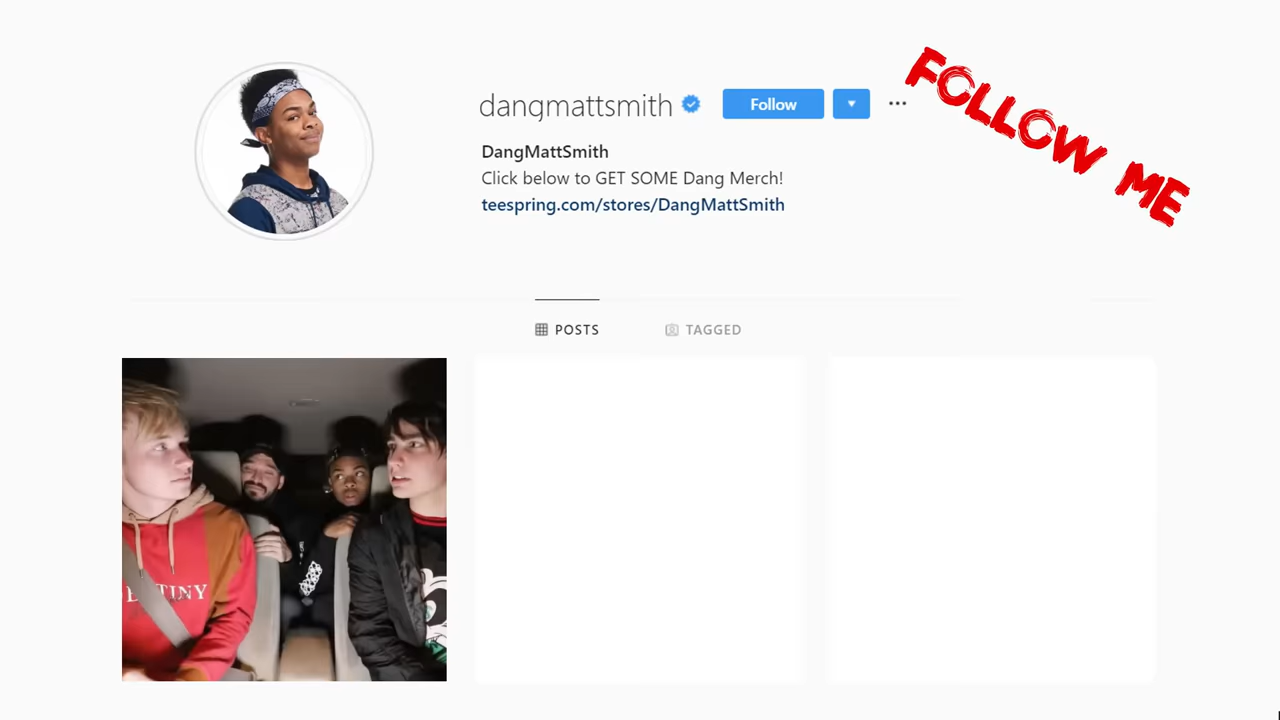 dangmattsmith
Follow
DangMattSmith
Click below to GET SOME Dang Merch!
teespring.com/stores/DangMattSmith
FOLLOW ME
POSTS
TAGGED